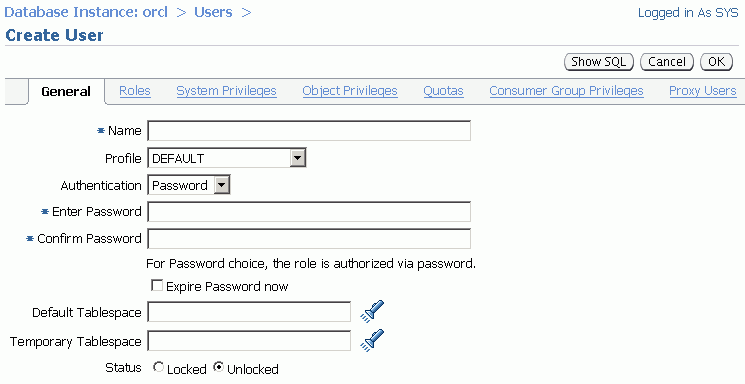 Database Instance: orcl > Users >
Logged in As SYS
Create User
Show SQL Cancel OK
General Roles System Privileges Object Privileges Quotas Consumer Group Privileges Proxy Users
* Name
Profile DEFAULT
Authentication Password
* Enter Password
* Confirm Password
For Password choice, the role is authorized via password.
Expire Password now
Default Tablespace
Temporary Tablespace
Status Locked Unlocked